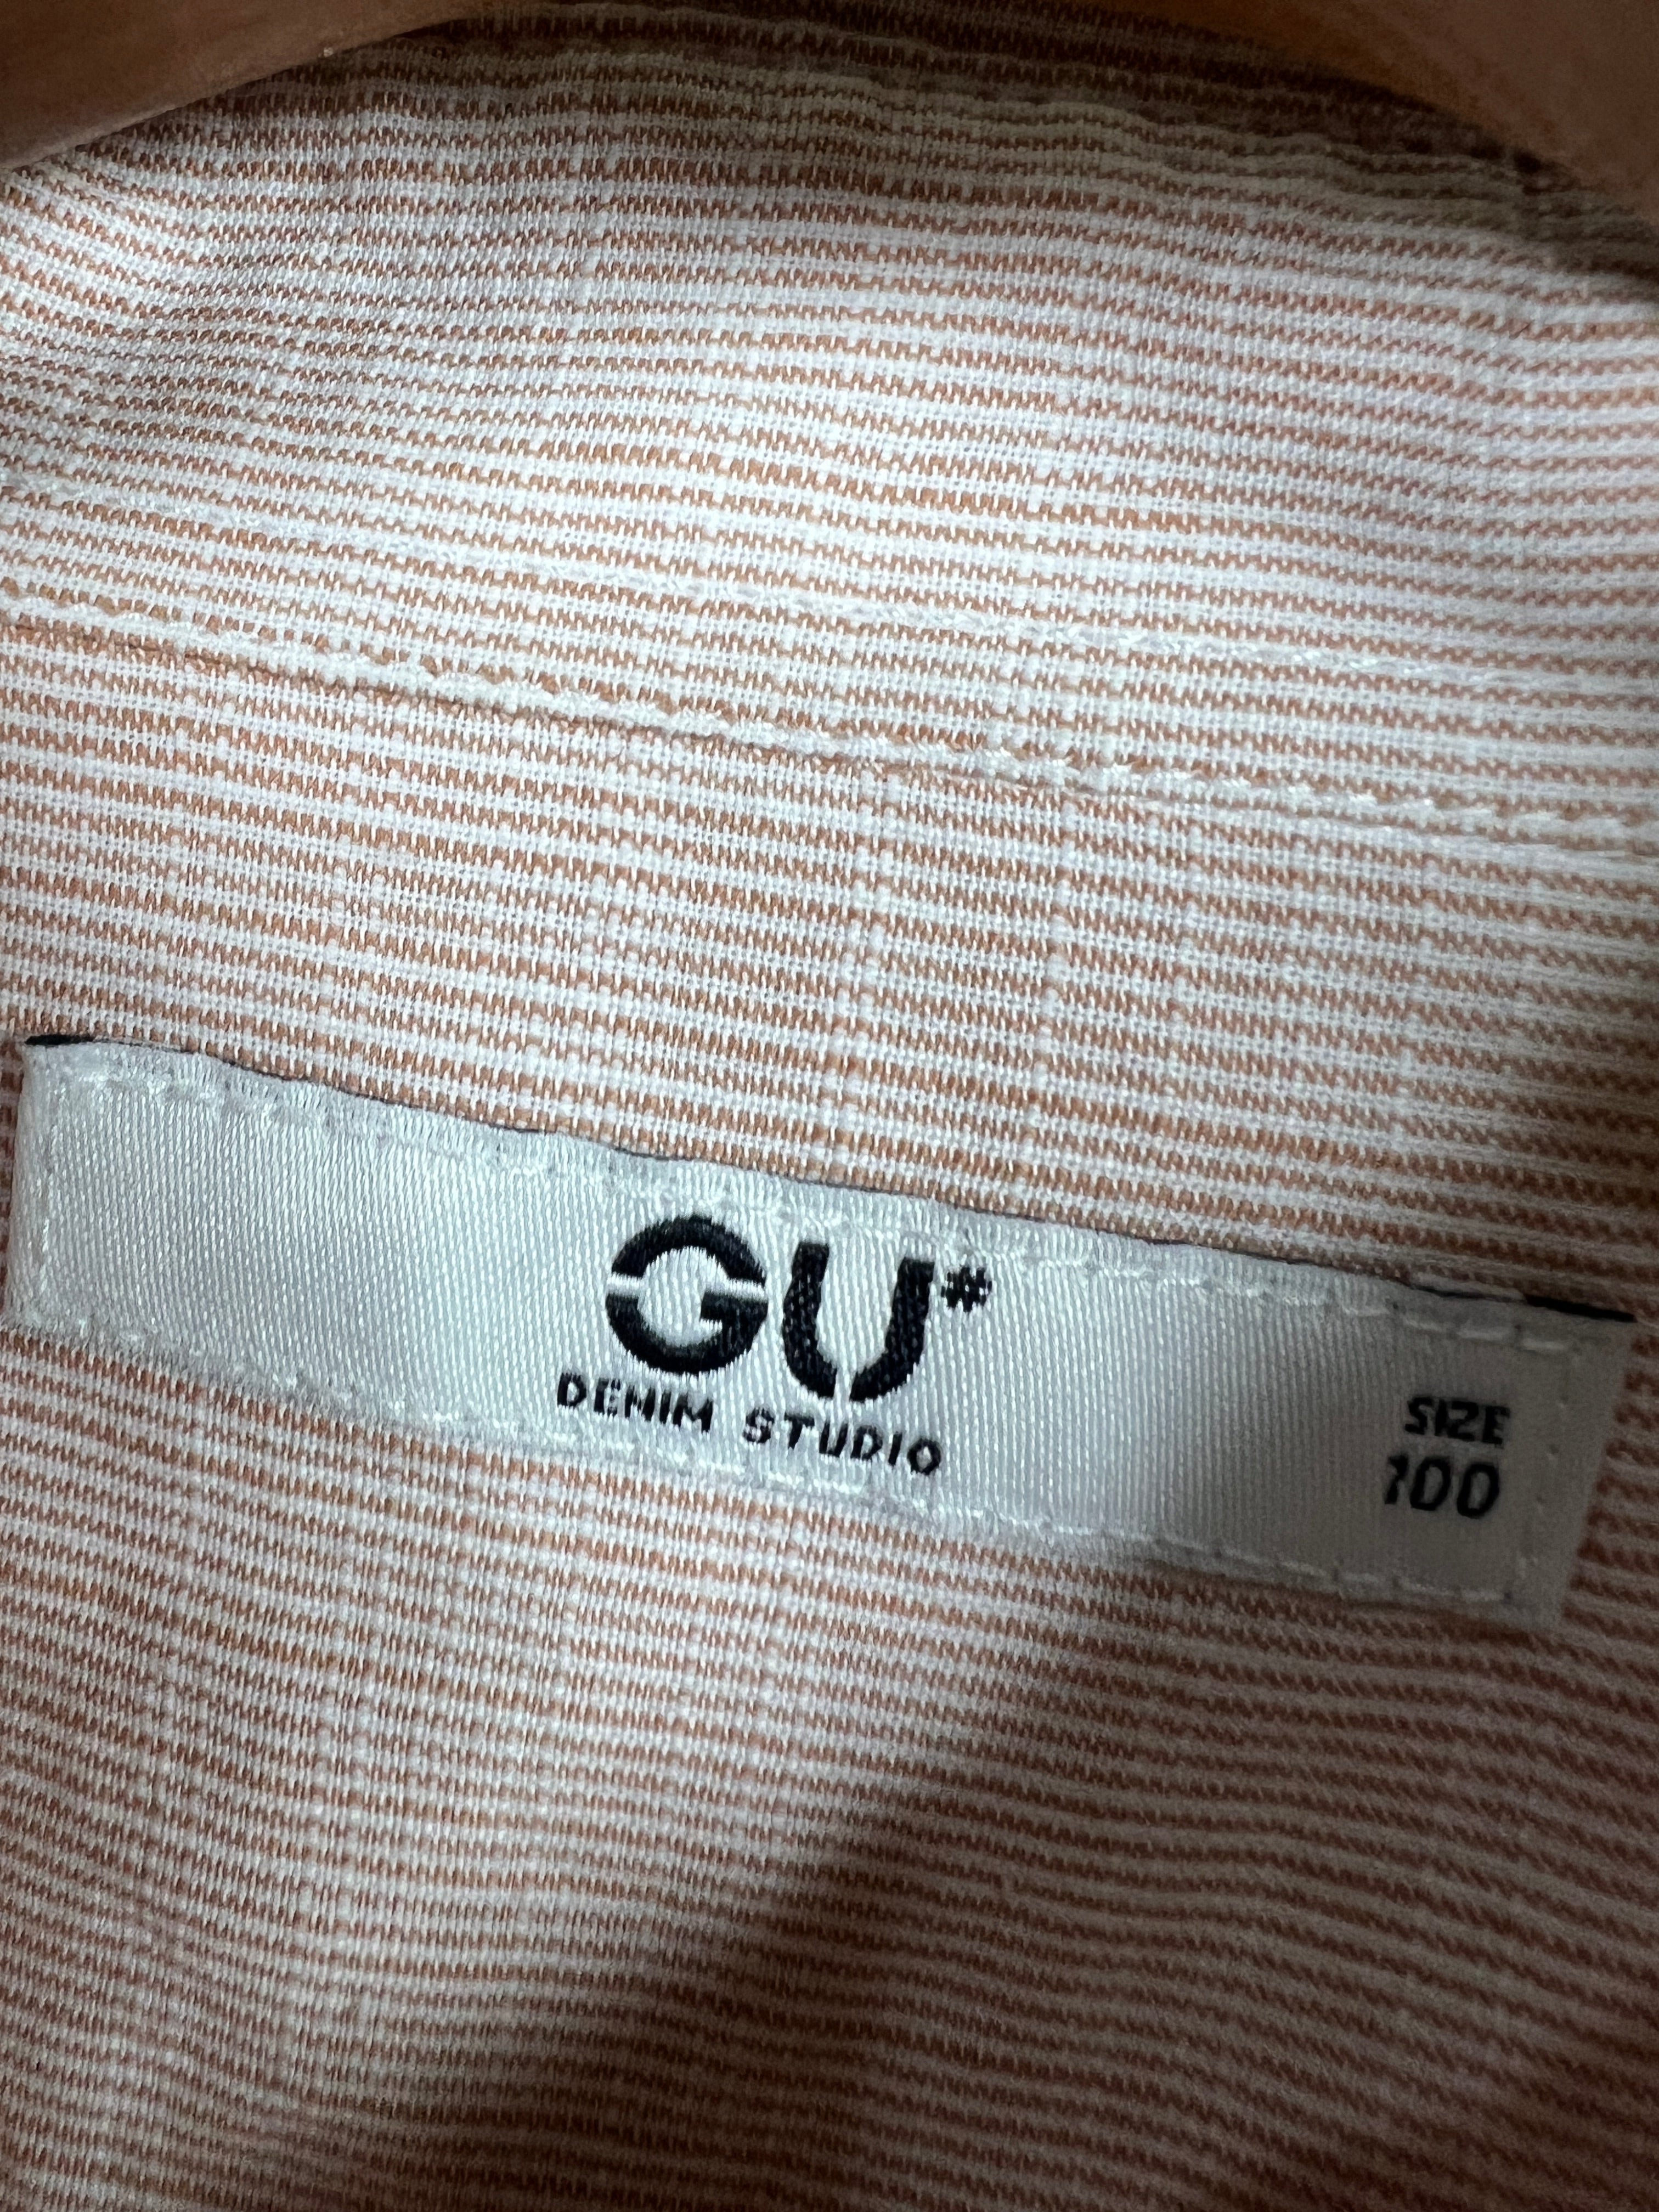 GU*
DENIM STUDIO
SIZE
100